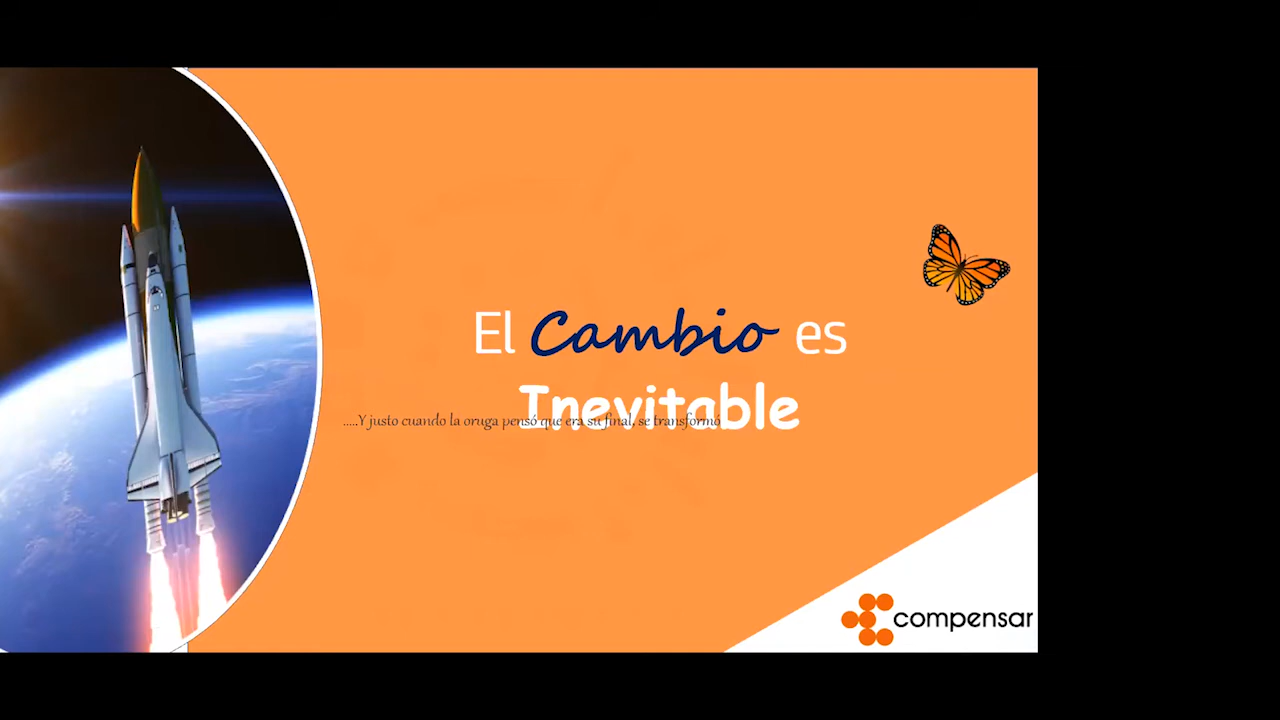 El Cambio es
Inevitable
.....Y justo cuando la oruga pensó que era su final, se transformó
compensar